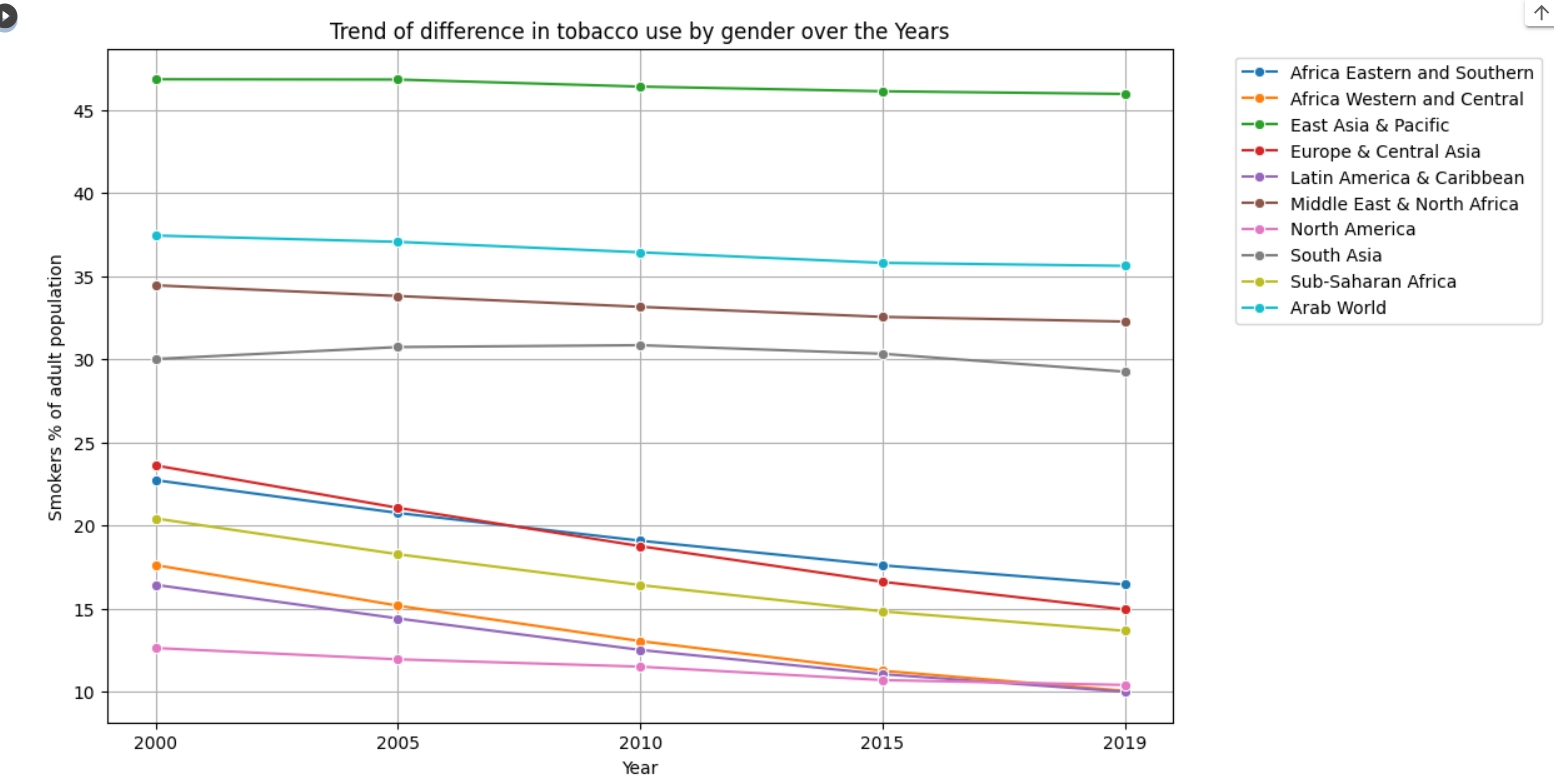 Trend of difference in tobacco use by gender over the Years
Smokers % of adult population
45
40
35
30
25
20
15
10
2000 2005 2010 2015 2019
Year
Africa Eastern and Southern
Africa Western and Central
East Asia & Pacific
Europe & Central Asia
Latin America & Caribbean
Middle East & North Africa
North America
South Asia
Sub-Saharan Africa
Arab World